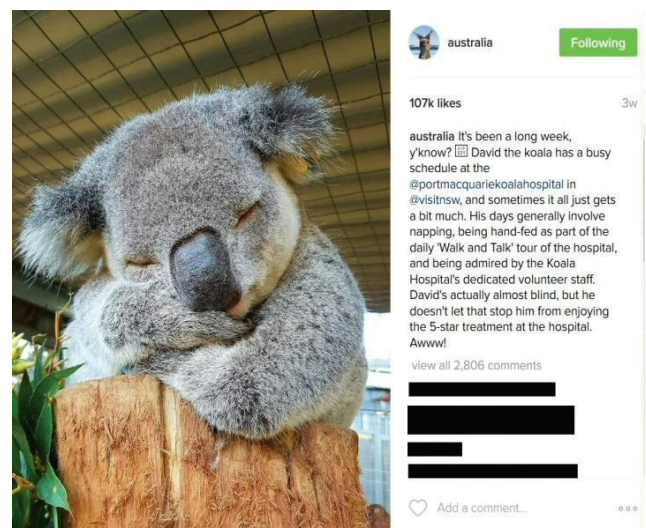 australia
Following
107k likes
3w
australia It's been a long week,
y'know? David the koala has a busy
schedule at the
@portmacquariekoalahospital in
@visitnsw, and sometimes it all just gets
a bit much. His days generally involve
napping, being hand-fed as part of the
daily 'Walk and Talk' tour of the hospital,
and being admired by the Koala
Hospital's dedicated volunteer staff.
David's actually almost blind, but he
doesn't let that stop him from enjoying
the 5-star treatment at the hospital.
Awww!
view all 2,806 comments
Add a comment...